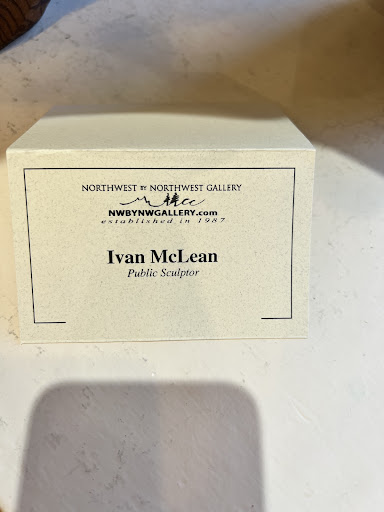 NORTHWEST BY NORTHWEST GALLERY
NWBYNWGALLERY.com
established in 1987
Ivan McLean
Public Sculptor